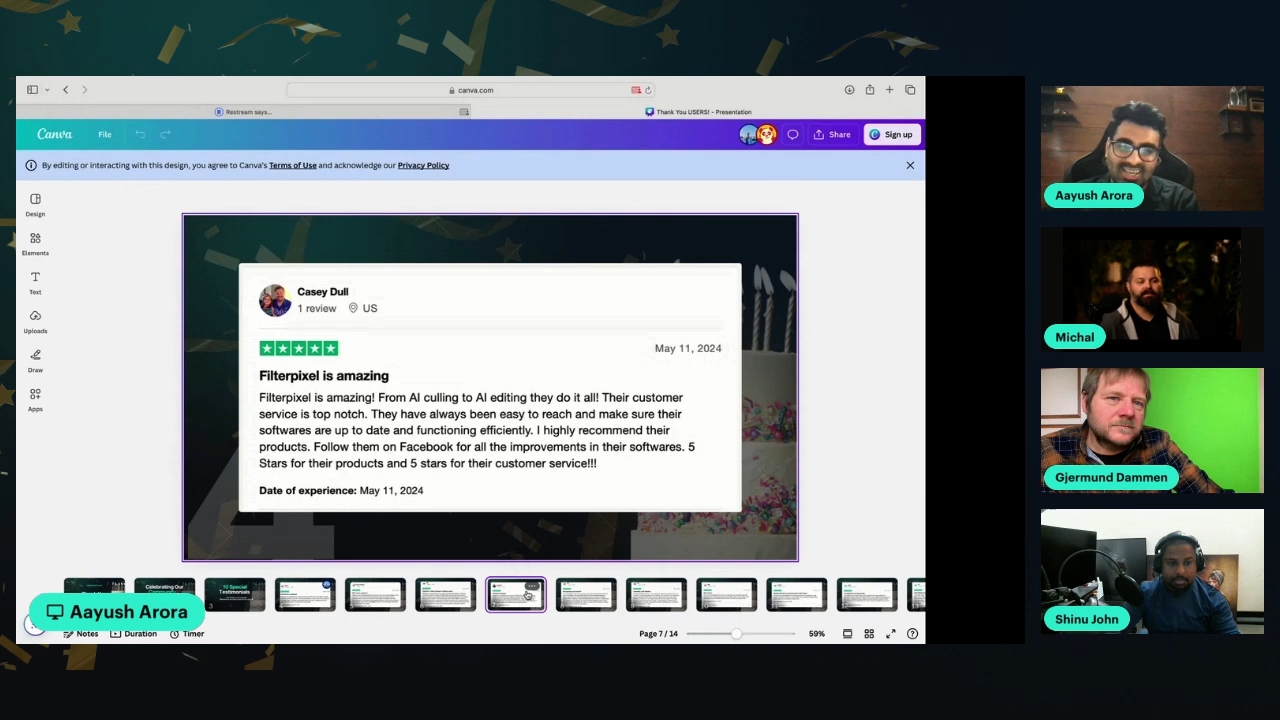 canva.com
Restream says...
Thank You USERS! - Presentation
Canva
File
Share
Sign up
By editing or interacting with this design, you agree to Canva's Terms of Use and acknowledge our Privacy Policy
Design
Elements
Text
Uploads
Draw
Apps
Casey Dull
1 review US
May 11, 2024
Filterpixel is amazing
Filterpixel is amazing! From AI culling to AI editing they do it all! Their customer
service is top notch. They have always been easy to reach and make sure their
softwares are up to date and functioning efficiently. I highly recommend their
products. Follow them on Facebook for all the improvements in their softwares. 5
Stars for their products and 5 stars for their customer service!!!
Date of experience: May 11, 2024
4
Celebrating Our
10 Special
Testimonials
Aayush Arora
Notes
Duration
Timer
Page 7 / 14
59%
Aayush Arora
Michal
Gjermund Dammen
Shinu John